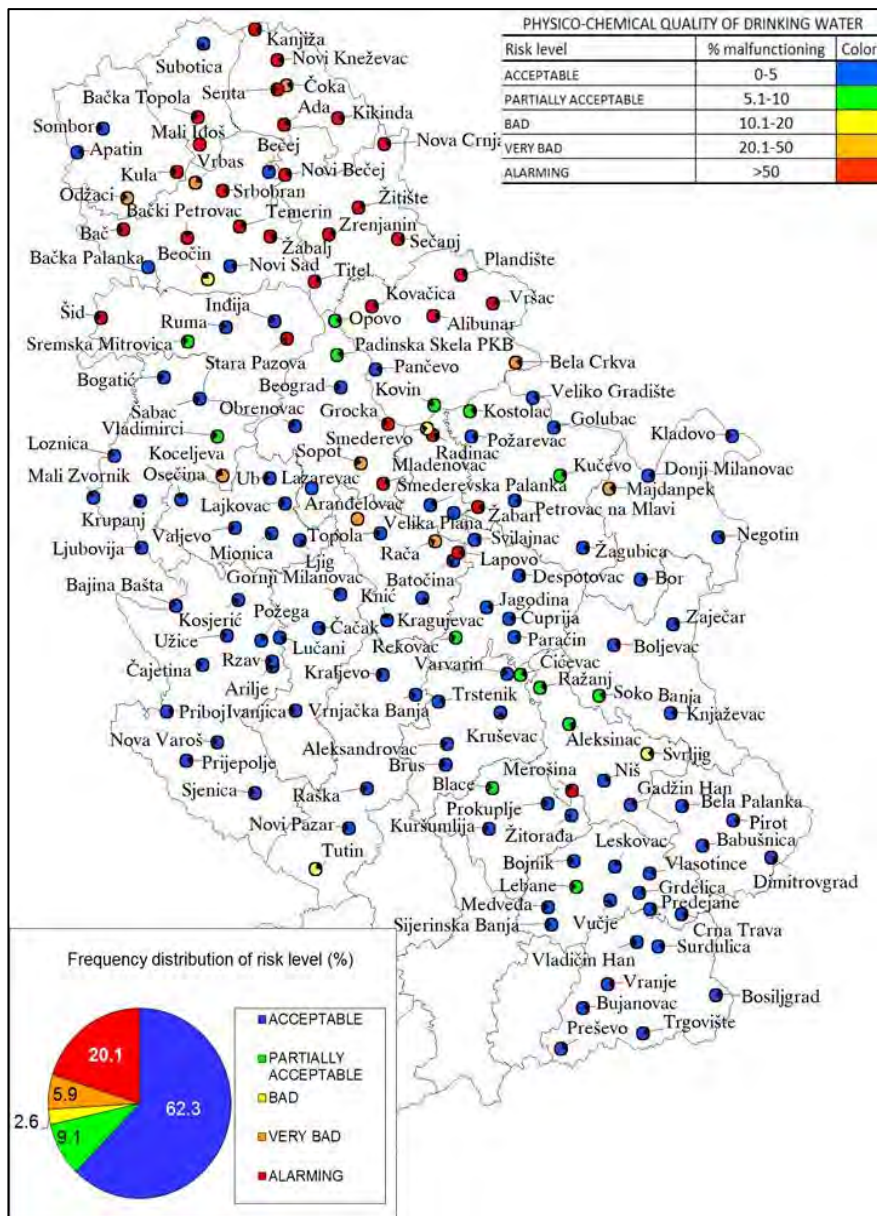 PHYSICO-CHEMICAL QUALITY OF DRINKING WATER
Risk level % malfunctioning Color
ACCEPTABLE 0-5
PARTIALLY ACCEPTABLE 5.1-10
BAD 10.1-20
VERY BAD 20.1-50
ALARMING >50
Kanjiža
Subotica
Novi Kneževac
Čoka
Senta
Bačka Topola
Ada
Kikinda
Sombor
Mali Iđoš
Nova Crnja
Apatin
Vrbas
Bečej
Kula
Novi Bečej
Odžaci
Srbobran
Žitište
Bački Petrovac
Temerin
Zrenjanin
Bač
Žabalj
Sečanj
Beočin
Bačka Palanka
Novi Sad
Titel
Plandište
Kovačica
Vršac
Inđija
Šid
Ruma
Opovo
Alibunar
Sremska Mitrovica
Padinska Skela PKB
Stara Pazova
Pančevo
Bela Crkva
Bogatić
Beograd
Kovin
Veliko Gradište
Sabac
Obrenovac
Grocka
Kostolac
Golubac
Vladimirci
Smederevo
Radinac
Požarevac
Kladovo
Loznica
Koceljeva
Sopot
Mladenovac
Kučevo
Donji Milanovac
Mali Zvornik
Osečina
Ub
Lazarevac
Smederevska Palanka
Majdanpek
Krupanj
Lajkovac
Aranđelovac
Žabari
Petrovac na Mlavi
Valjevo
Velika Plana
Ljubovija
Mionica
Topola
Svilajnac
Negotin
Ljig
Rača
Lapovo
Žagubica
Bajina Bašta
Gornji Milanovac
Batočina
Despotovac
Bor
Knić
Kosjerić
Požega
Jagodina
Čačak
Kragujevac
Ćuprija
Zaječar
Užice
Lučani
Rekovac
Paraćin
Boljevac
Rzav
Čajetina
Kraljevo
Varvarin
Ćićevac
Arilje
Ražanj
Trstenik
Soko Banja
Priboj
Ivanjica
Vrnjačka Banja
Knjaževac
Kruševac
Nova Varoš
Aleksandrovac
Aleksinac
Prijepolje
Brus
Svrljig
Merošina
Niš
Sjenica
Raška
Blace
Gadžin Han
Prokuplje
Bela Palanka
Novi Pazar
Kuršumlija
Pirot
Žitorađa
Babušnica
Leskovac
Tutin
Bojnik
Vlasotince
Dimitrovgrad
Lebane
Grdelica
Medveđa
Predejane
Sijerinska Banja
Vučje
Crna Trava
Surdulica
Vladičin Han
Vranje
Bosiljgrad
Bujanovac
Preševo
Trgovište
Frequency distribution of risk level (%)
ACCEPTABLE
PARTIALLY
ACCEPTABLE
BAD
VERY BAD
ALARMING
20.1
5.9
2.6
9.1
62.3